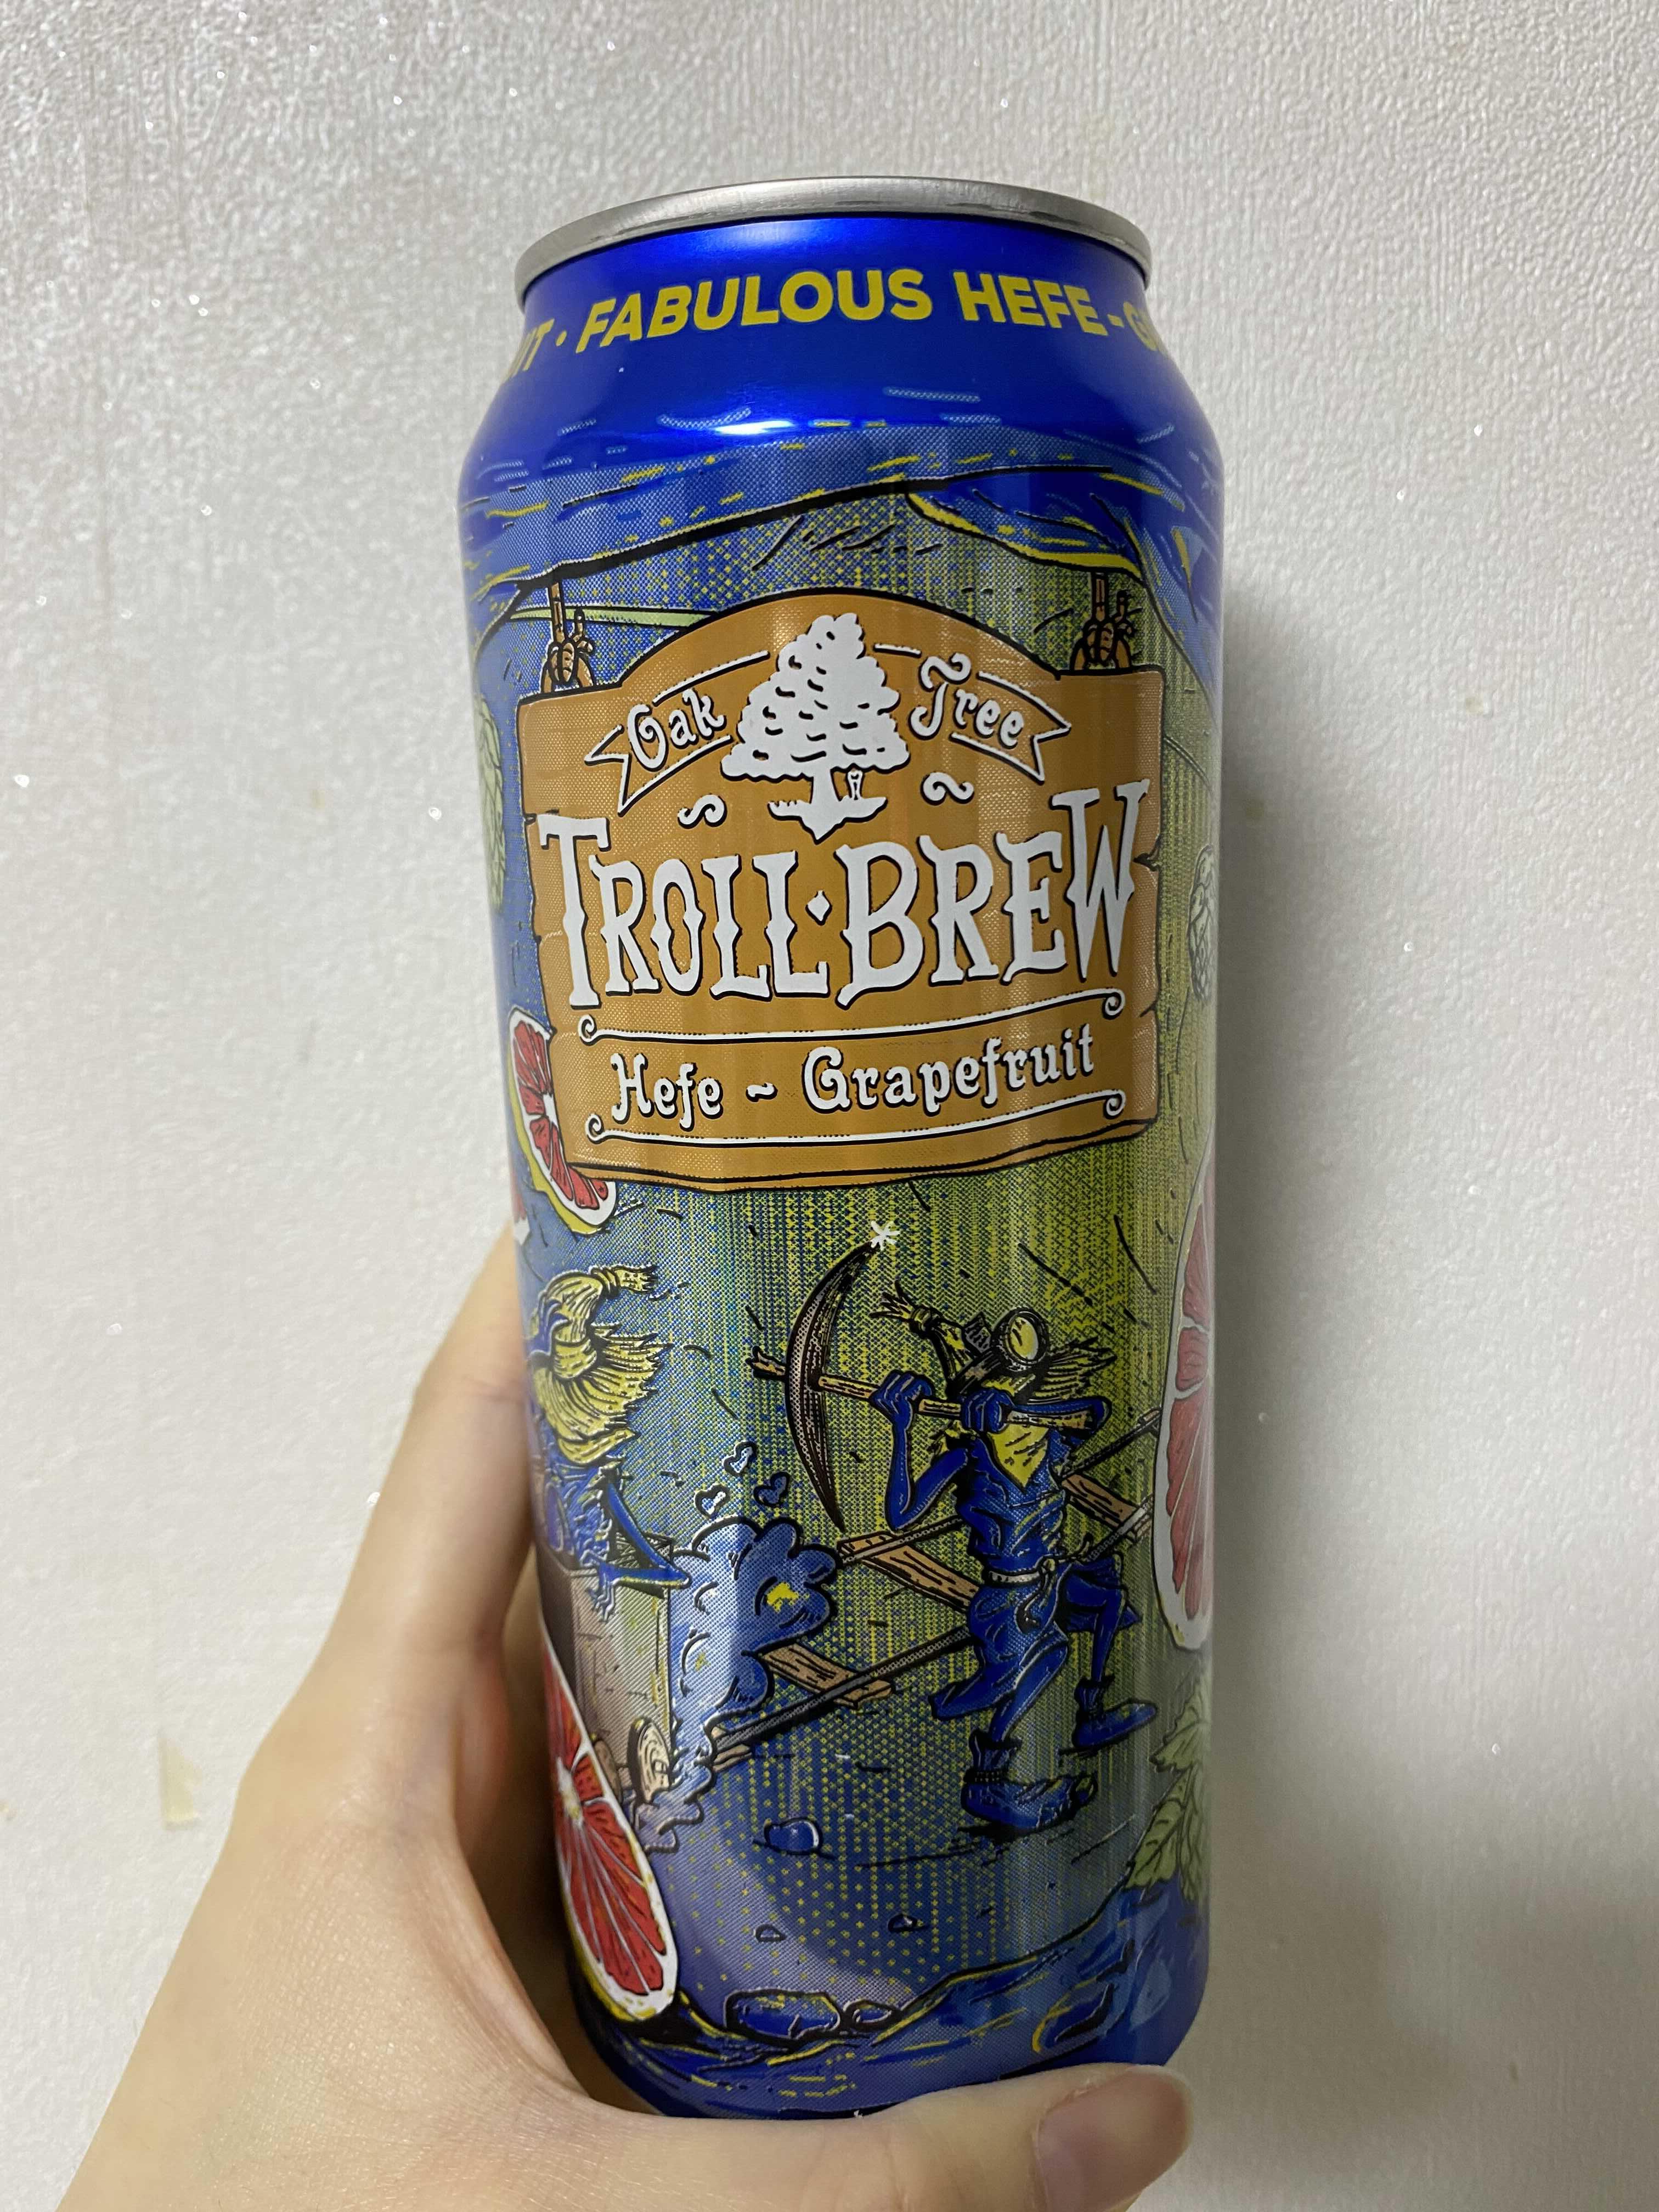 FABULOUS HEFE-
Oak Tree
TROLL·BREW
Hefe ~ Grapefruit